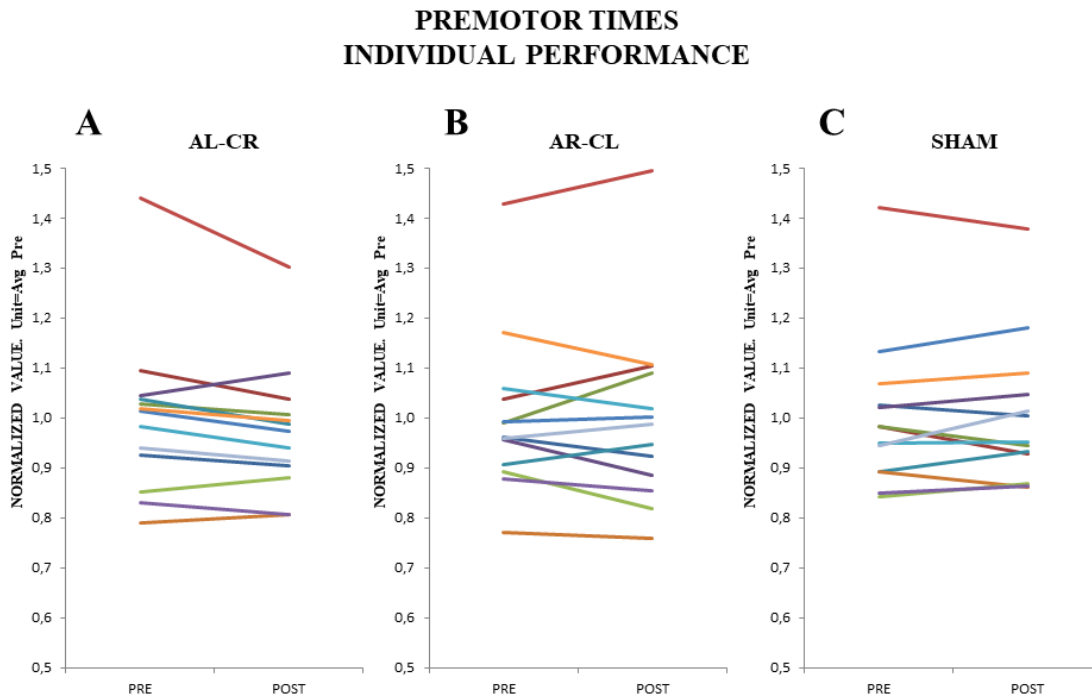 PREMOTOR TIMES
INDIVIDUAL PERFORMANCE
A
AL-CR
NORMALIZED VALUE. Unit=Avg Pre
1,5
1,4
1,3
1,2
1,1
1,0
0,9
0,8
0,7
0,6
0,5
PRE POST
B
AR-CL
NORMALIZED VALUE. Unit=Avg Pre
1,5
1,4
1,3
1,2
1,1
1,0
0,9
0,8
0,7
0,6
0,5
PRE POST
C
SHAM
NORMALIZED VALUE. Unit=Avg Pre
1,5
1,4
1,3
1,2
1,1
1,0
0,9
0,8
0,7
0,6
0,5
PRE POST